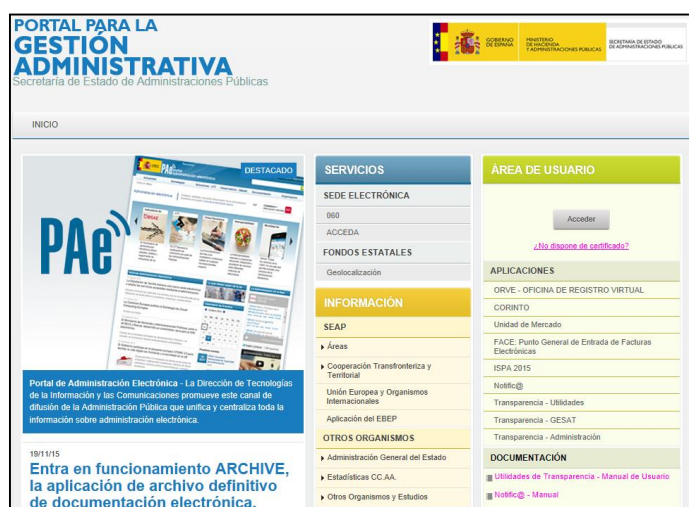 PORTAL PARA LA
GESTIÓN
ADMINISTRATIVA
Secretaría de Estado de Administraciones Públicas
GOBIERNO
DE ESPAÑA
MINISTERIO
DE HACIENDA
Y ADMINISTRACIONES PÚBLICAS
SECRETARÍA DE ESTADO
DE ADMINISTRACIONES PÚBLICAS
INICIO
DESTACADO
PAe
Portal de Administración Electrónica - La Dirección de Tecnologías
de la Información y las Comunicaciones promueve este canal de
difusión de la Administración Pública que unifica y centraliza toda la
información sobre administración electrónica.
19/11/15
Entra en funcionamiento ARCHIVE,
la aplicación de archivo definitivo
de documentación electrónica.
SERVICIOS
SEDE ELECTRÓNICA
060
ACCEDA
FONDOS ESTATALES
Geolocalización
INFORMACIÓN
SEAP
Áreas
Cooperación Transfronteriza y
Territorial
Unión Europea y Organismos
Internacionales
Aplicación del EBEP
OTROS ORGANISMOS
Administración General del Estado
Estadísticas CC.AA.
Otros Organismos y Estudios
ÁREA DE USUARIO
Acceder
¿No dispone de certificado?
APLICACIONES
ORVE - OFICINA DE REGISTRO VIRTUAL
CORINTO
Unidad de Mercado
FACE: Punto General de Entrada de Facturas
Electrónicas
ISPA 2015
Notific@
Transparencia - Utilidades
Transparencia - GESAT
Transparencia - Administración
DOCUMENTACIÓN
Utilidades de Transparencia - Manual de Usuario
Notific@ - Manual